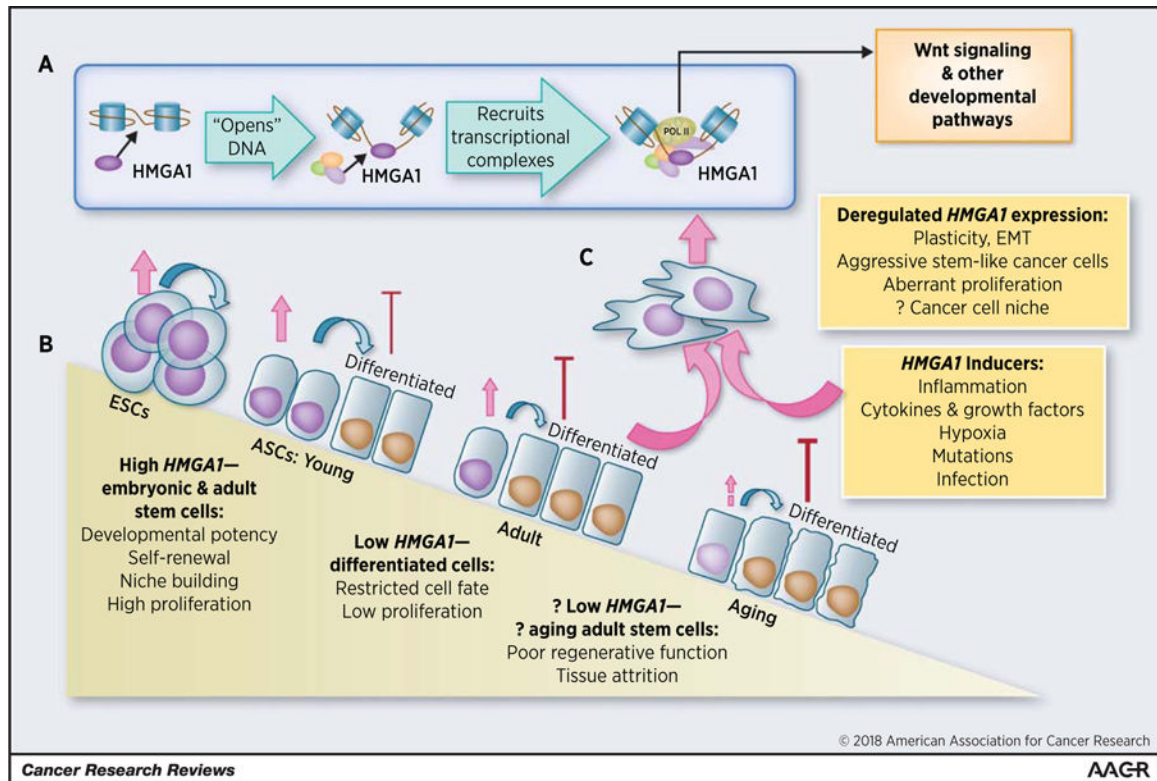 A
"Opens"
DNA
HMGA1
Recruits
transcriptional
complexes
HMGA1
POL II
HMGA1
Wnt signaling
& other
developmental
pathways
Deregulated HMGA1 expression:
Plasticity, EMT
Aggressive stem-like cancer cells
Aberrant proliferation
? Cancer cell niche
C
B
ESCs
ASCs: Young
Differentiated
Adult
Differentiated
Aging
Differentiated
HMGA1 Inducers:
Inflammation
Cytokines & growth factors
Hypoxia
Mutations
Infection
High HMGA1—
embryonic & adult
stem cells:
Developmental potency
Self-renewal
Niche building
High proliferation
Low HMGA1—
differentiated cells:
Restricted cell fate
Low proliferation
? Low HMGA1—
? aging adult stem cells:
Poor regenerative function
Tissue attrition
© 2018 American Association for Cancer Research
Cancer Research Reviews
AACR